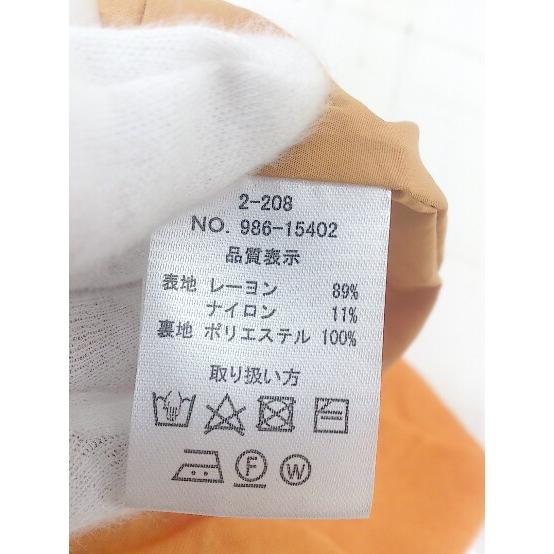 2-208
NO. 986-15402
品質表示
表地 レーヨン 89%
ナイロン 11%
裏地 ポリエステル 100%
取り扱い方
F W